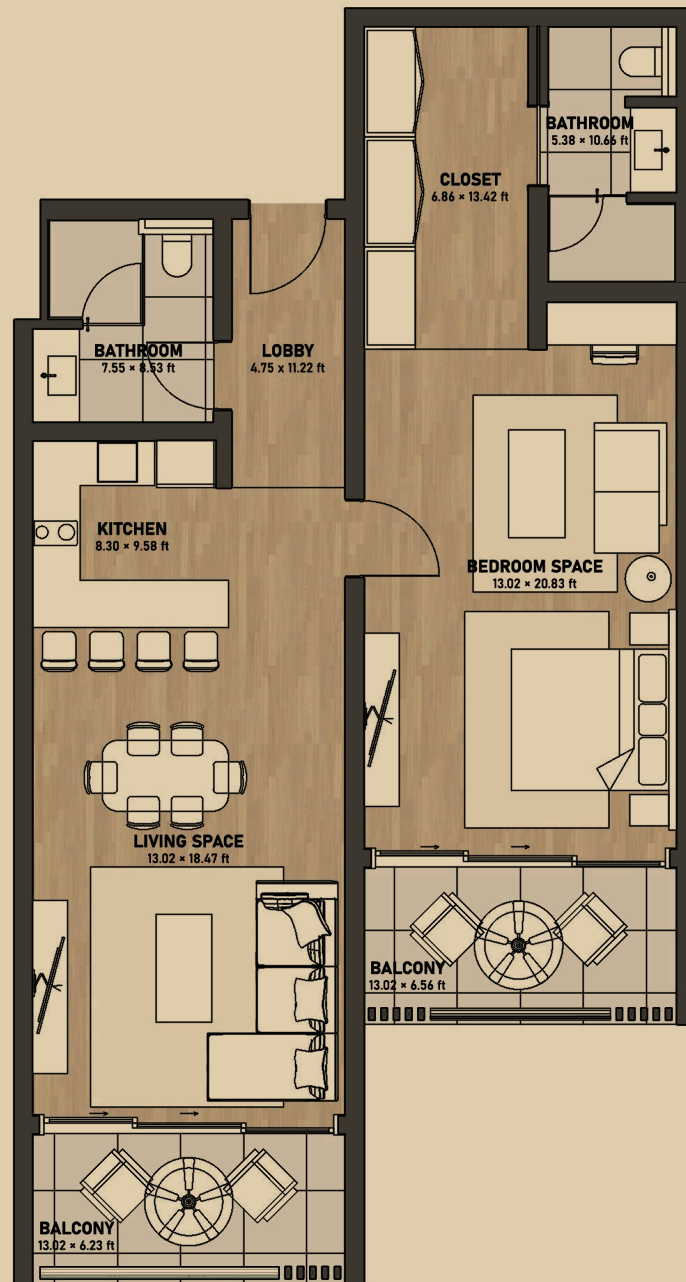 BATHROOM
5.38 × 10.66 ft
CLOSET
6.86 × 13.42 ft
BATHROOM
7.55 × 8.53 ft
LOBBY
4.75 x 11.22 ft
KITCHEN
8.30 × 9.58 ft
BEDROOM SPACE
13.02 × 20.83 ft
LIVING SPACE
13.02 × 18.47 ft
BALCONY
13.02 × 6.56 ft
BALCONY
13.02 × 6.23 ft